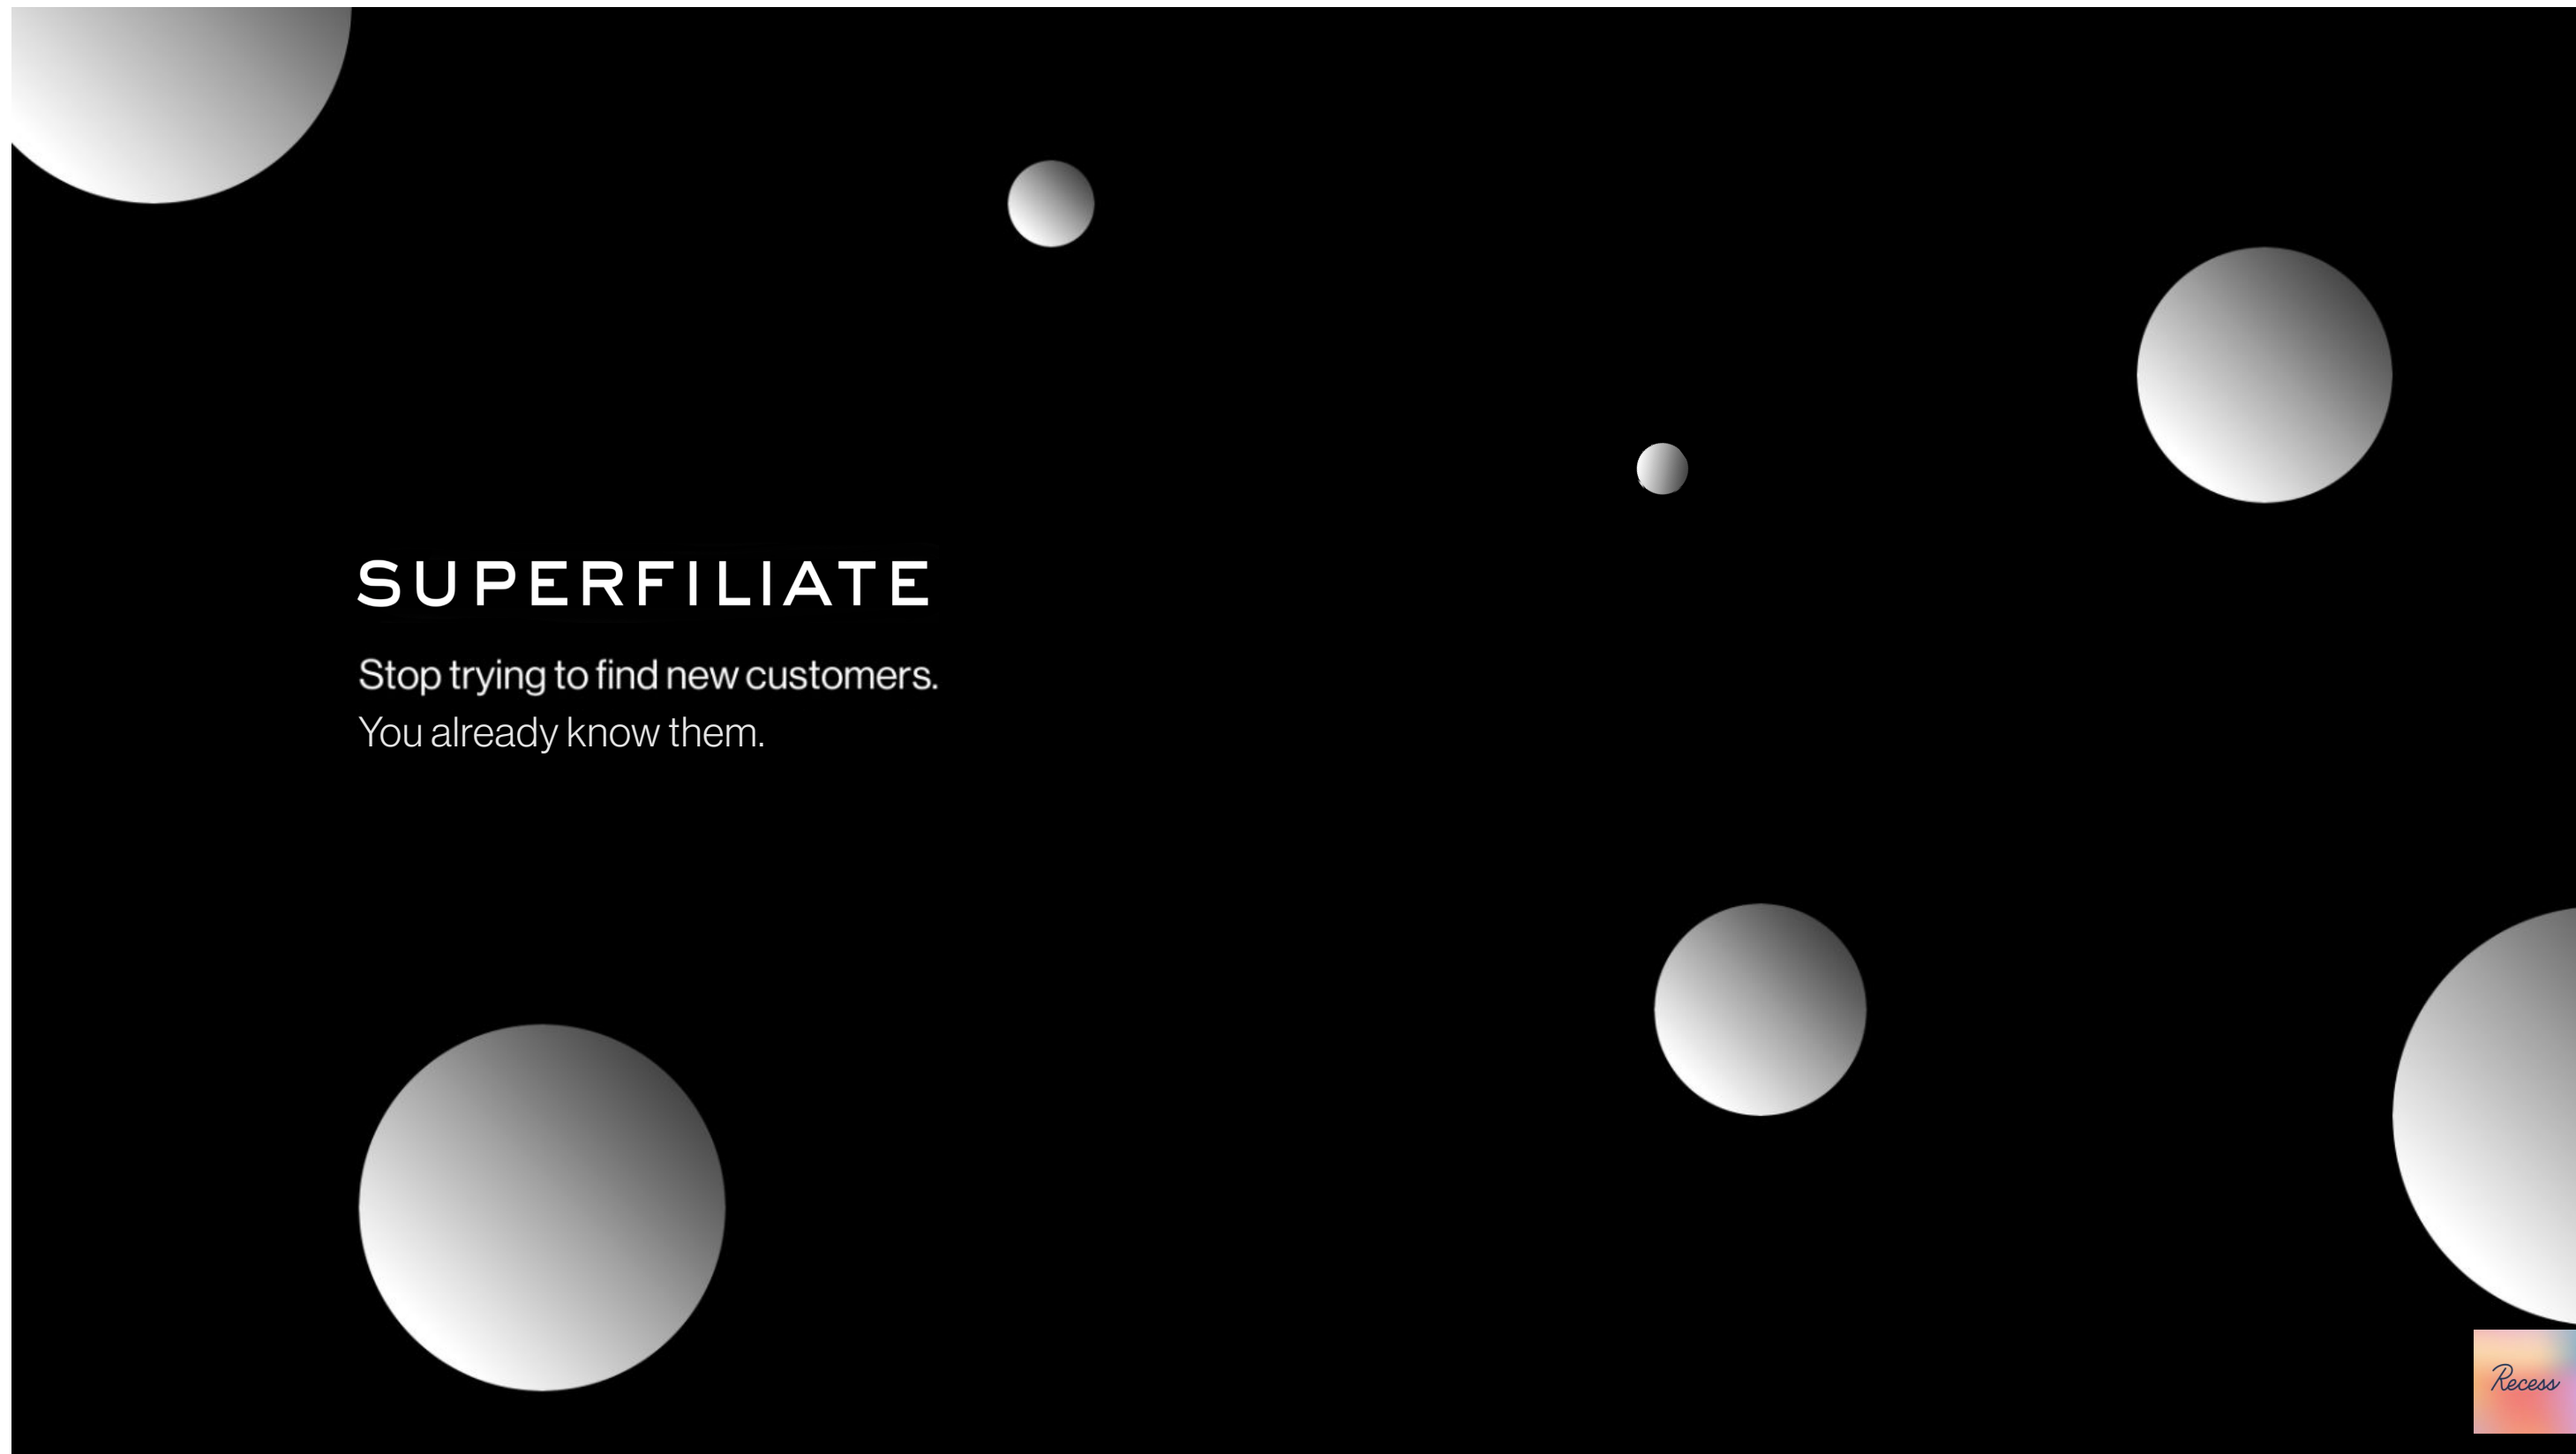 SUPERFILIATE
Stop trying to find new customers.
You already know them.
Recess